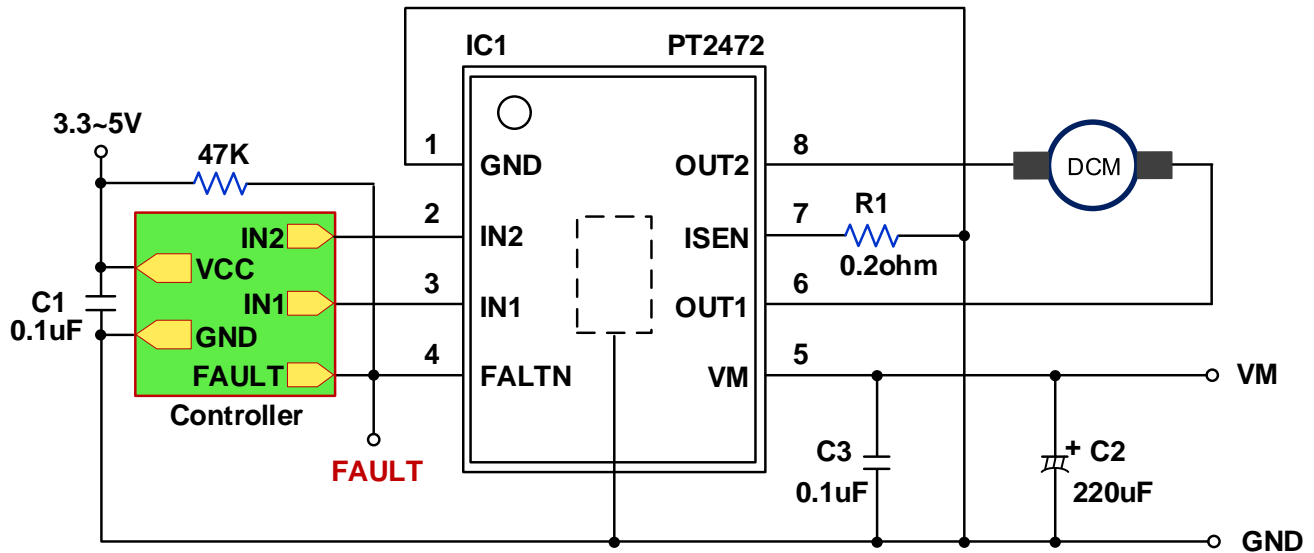 IC1
PT2472
3.3~5V
47K
1
GND
OUT2
8
DCM
IN2
2
IN2
ISEN
7
R1
0.2ohm
VCC
C1
0.1uF
IN1
3
IN1
OUT1
6
GND
FAULT
4
FALTN
VM
5
VM
Controller
FAULT
C3
0.1uF
+ C2
220uF
GND